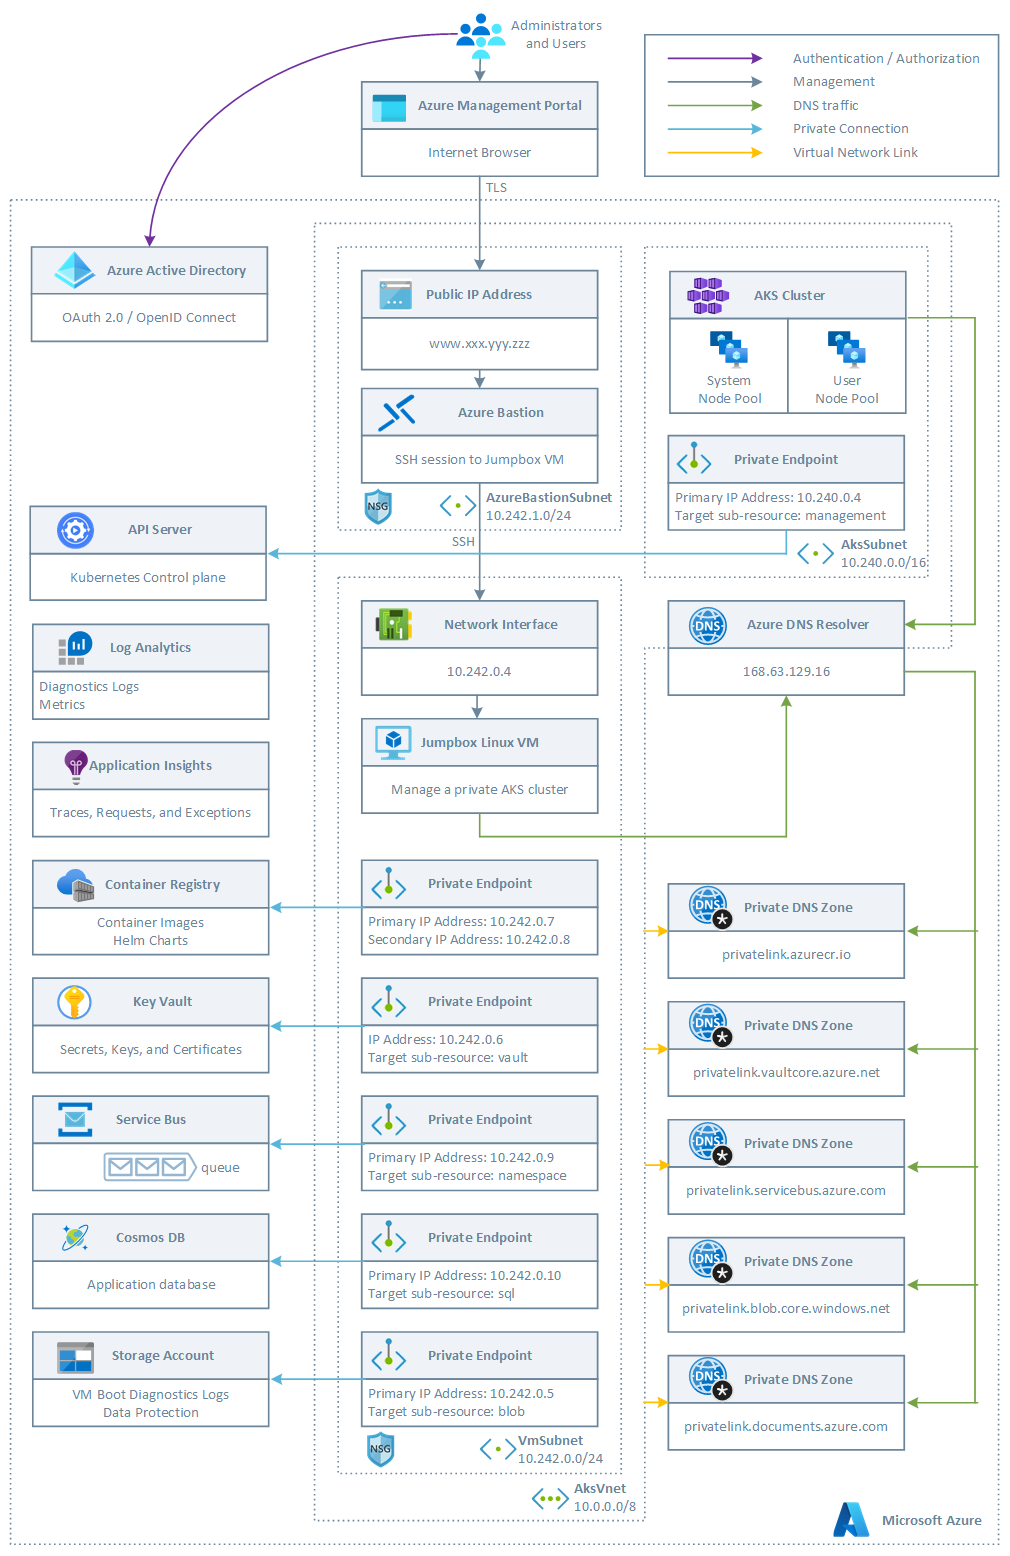 Administrators
and Users
Authentication / Authorization
Management
DNS traffic
Private Connection
Virtual Network Link
Azure Management Portal
Internet Browser
TLS
Azure Active Directory
OAuth 2.0 / OpenID Connect
Public IP Address
www.xxx.yyy.zzz
Azure Bastion
SSH session to Jumpbox VM
NSG
AzureBastionSubnet
10.242.1.0/24
SSH
AKS Cluster
System
Node Pool
User
Node Pool
Private Endpoint
Primary IP Address: 10.240.0.4
Target sub-resource: management
AksSubnet
10.240.0.0/16
API Server
Kubernetes Control plane
Log Analytics
Diagnostics Logs
Metrics
Application Insights
Traces, Requests, and Exceptions
Network Interface
10.242.0.4
Jumpbox Linux VM
Manage a private AKS cluster
DNS
Azure DNS Resolver
168.63.129.16
Container Registry
Container Images
Helm Charts
Private Endpoint
Primary IP Address: 10.242.0.7
Secondary IP Address: 10.242.0.8
DNS
Private DNS Zone
privatelink.azurecr.io
Key Vault
Secrets, Keys, and Certificates
Private Endpoint
IP Address: 10.242.0.6
Target sub-resource: vault
DNS
Private DNS Zone
privatelink.vaultcore.azure.net
Service Bus
queue
Private Endpoint
Primary IP Address: 10.242.0.9
Target sub-resource: namespace
DNS
Private DNS Zone
privatelink.servicebus.azure.com
Cosmos DB
Application database
Private Endpoint
Primary IP Address: 10.242.0.10
Target sub-resource: sql
DNS
Private DNS Zone
privatelink.blob.core.windows.net
Storage Account
VM Boot Diagnostics Logs
Data Protection
Private Endpoint
Primary IP Address: 10.242.0.5
Target sub-resource: blob
DNS
Private DNS Zone
privatelink.documents.azure.com
NSG
VmSubnet
10.242.0.0/24
AksVnet
10.0.0.0/8
Microsoft Azure